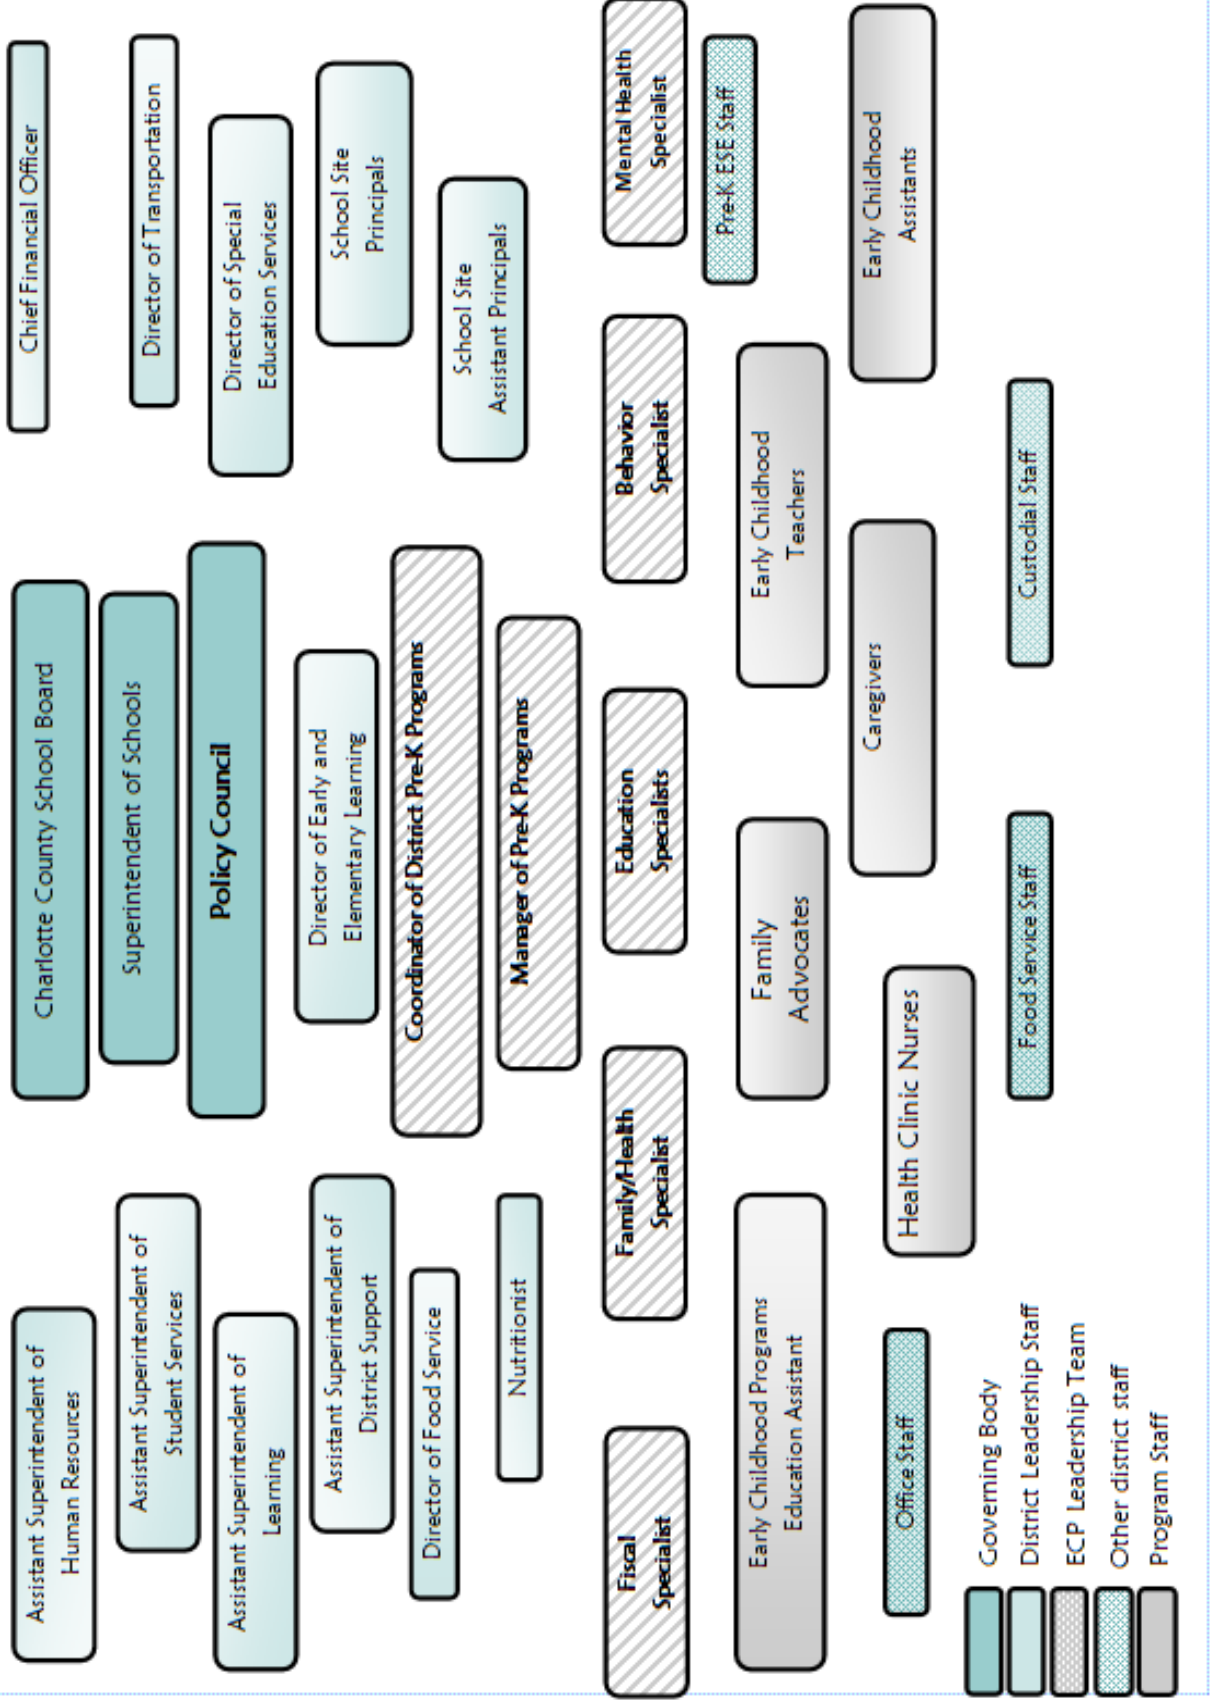 Charlotte County School Board
Superintendent of Schools
Policy Council
Assistant Superintendent of
Human Resources
Assistant Superintendent of
Student Services
Assistant Superintendent of
Learning
Assistant Superintendent of
District Support
Director of Food Service
Nutritionist
Director of Early and
Elementary Learning
Coordinator of District Pre-K Programs
Manager of Pre-K Programs
Chief Financial Officer
Director of Transportation
Director of Special
Education Services
School Site
Principals
School Site
Assistant Principals
Fiscal
Specialist
Family/Health
Specialist
Education
Specialists
Behavior
Specialist
Mental Health
Specialist
Pre-K ESE Staff
Early Childhood Programs
Education Assistant
Family
Advocates
Early Childhood
Teachers
Early Childhood
Assistants
Caregivers
Health Clinic Nurses
Office Staff
Food Service Staff
Custodial Staff
Governing Body
District Leadership Staff
ECP Leadership Team
Other district staff
Program Staff